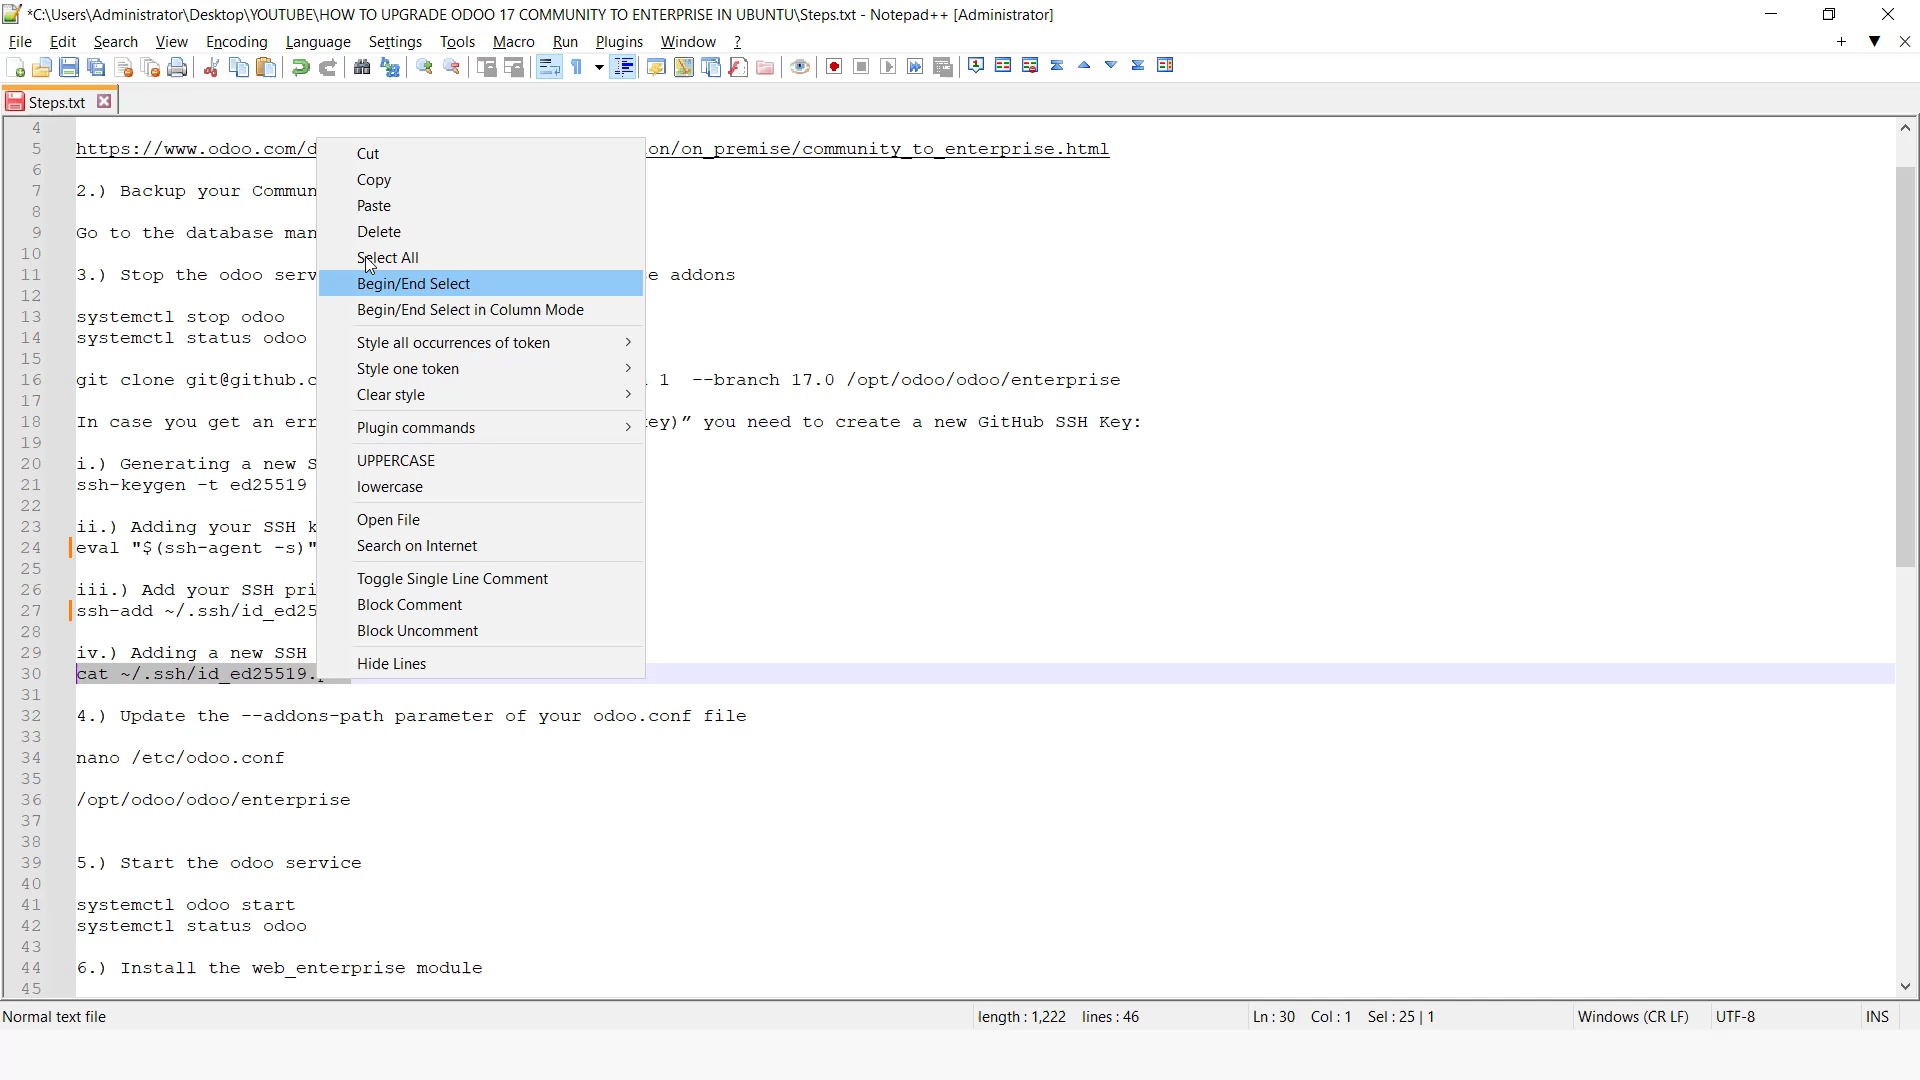 *C:\Users\Administrator\Desktop\YOUTUBE\HOW TO UPGRADE ODOO 17 COMMUNITY TO ENTERPRISE IN UBUNTU\Steps.txt - Notepad++ [Administrator]
File Edit Search View Encoding Language Settings Tools Macro Run Plugins Window ?
Steps.txt
4
5 https://www.odoo.com/d on/on_premise/community_to_enterprise.html
6
7 2.) Backup your Commun
8
9 Go to the database man
10
11 3.) Stop the odoo serv e addons
12
13 systemctl stop odoo
14 systemctl status odoo
15
16 git clone git@github.c 1 --branch 17.0 /opt/odoo/odoo/enterprise
17
18 In case you get an err ey)” you need to create a new GitHub SSH Key:
19
20 i.) Generating a new S
21 ssh-keygen -t ed25519
22
23 ii.) Adding your SSH k
24 eval "$(ssh-agent -s)"
25
26 iii.) Add your SSH pri
27 ssh-add ~/.ssh/id_ed25
28
29 iv.) Adding a new SSH
30 cat ~/.ssh/id_ed25519.
31
32 4.) Update the --addons-path parameter of your odoo.conf file
33
34 nano /etc/odoo.conf
35
36 /opt/odoo/odoo/enterprise
37
38
39 5.) Start the odoo service
40
41 systemctl odoo start
42 systemctl status odoo
43
44 6.) Install the web_enterprise module
45
Cut
Copy
Paste
Delete
Select All
Begin/End Select
Begin/End Select in Column Mode
Style all occurrences of token
Style one token
Clear style
Plugin commands
UPPERCASE
lowercase
Open File
Search on Internet
Toggle Single Line Comment
Block Comment
Block Uncomment
Hide Lines
Normal text file length : 1,222 lines : 46 Ln : 30 Col : 1 Sel : 25 | 1 Windows (CR LF) UTF-8 INS